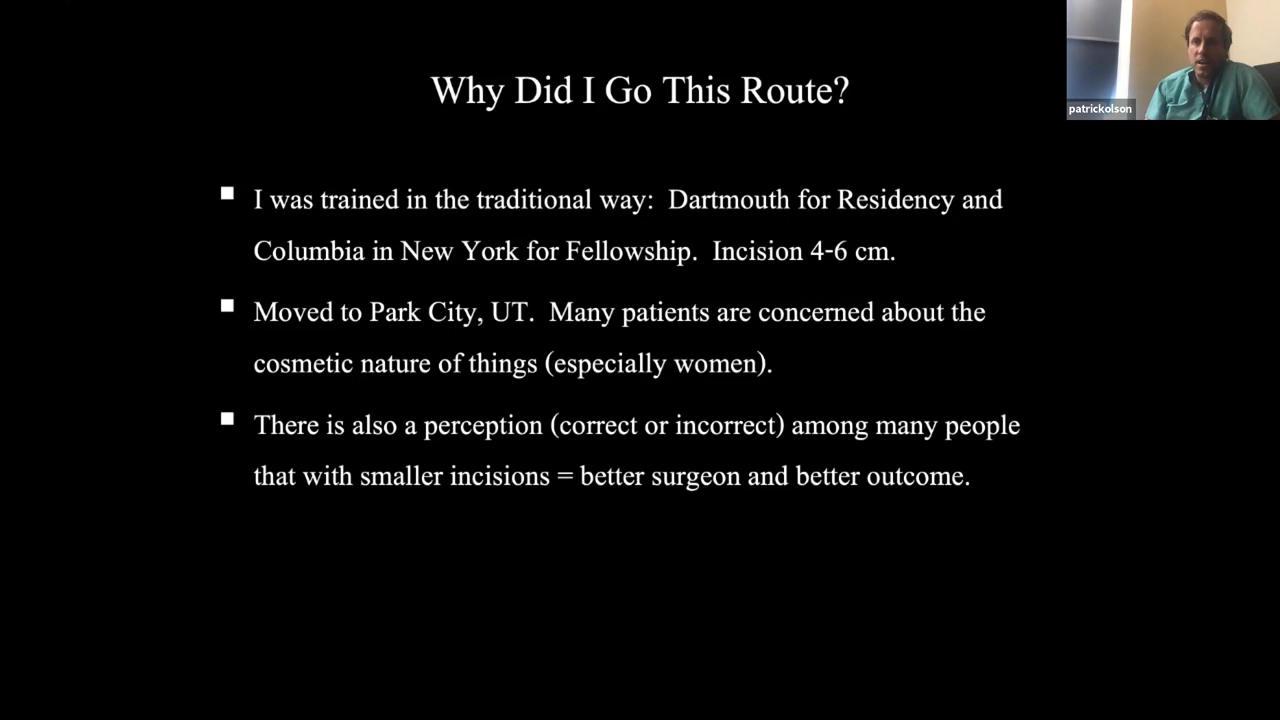 Why Did I Go This Route?
patrickolson
I was trained in the traditional way:  Dartmouth for Residency and
Columbia in New York for Fellowship.  Incision 4-6 cm.
Moved to Park City, UT.  Many patients are concerned about the
cosmetic nature of things (especially women).
There is also a perception (correct or incorrect) among many people
that with smaller incisions = better surgeon and better outcome.